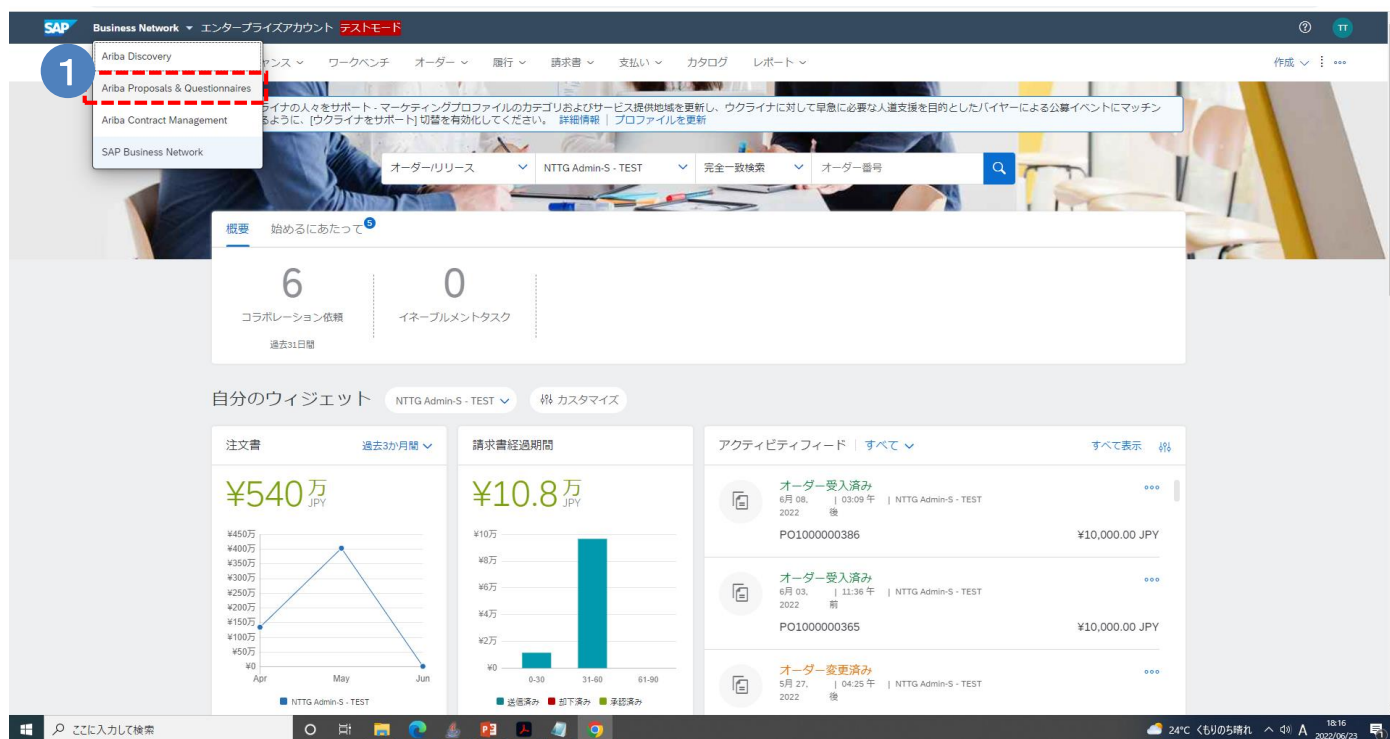 SAP Business Network エンタープライズアカウント テストモード TT
Ariba Discovery
1
Ariba Proposals & Questionnaires
Ariba Contract Management
SAP Business Network
ンス ワークベンチ オーダー 履行 請求書 支払い カタログ レポート 作成
ライナの人々をサポート - マーケティングプロファイルのカテゴリおよびサービス提供地域を更新し、ウクライナに対して早急に必要な人道支援を目的としたバイヤーによる公募イベントにマッチン
るように、[ウクライナをサポート] 切替を有効化してください。 詳細情報 | プロファイルを更新
オーダー/リリース NTTG Admin-S - TEST 完全一致検索 オーダー番号
概要 始めるにあたって 5
6 0
コラボレーション依頼 イネーブルメントタスク
過去31日間
自分のウィジェット NTTG Admin-S - TEST カスタマイズ
注文書 過去3か月間
¥540万
JPY
¥450万
¥400万
¥350万
¥300万
¥250万
¥200万
¥150万
¥100万
¥50万
¥0
Apr May Jun
NTTG Admin-S - TEST
請求書経過期間
¥10.8万
JPY
¥10万
¥8万
¥6万
¥4万
¥2万
¥0
0-30 31-60 61-90
送信済み 却下済み 承認済み
アクティビティフィード | すべて すべて表示
オーダー受入済み
6月 08, | 03:09 午 | NTTG Admin-S - TEST
2022 後
PO1000000386 ¥10,000.00 JPY
オーダー受入済み
6月 03, | 11:36 午 | NTTG Admin-S - TEST
2022 前
PO1000000365 ¥10,000.00 JPY
オーダー変更済み
5月 27, | 04:25 午 | NTTG Admin-S - TEST
2022 後
ここに入力して検索 24°C くもりのち晴れ A 18:16
2022/06/23